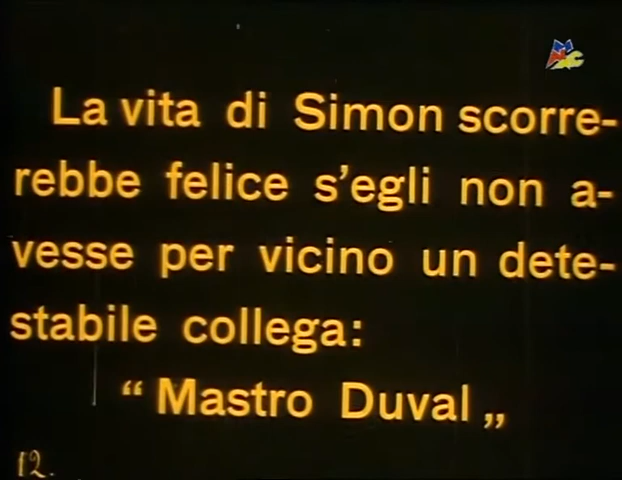 La vita di Simon scorre-
rebbe felice s'egli non a-
vesse per vicino un dete-
stabile collega:
“ Mastro Duval „
12.